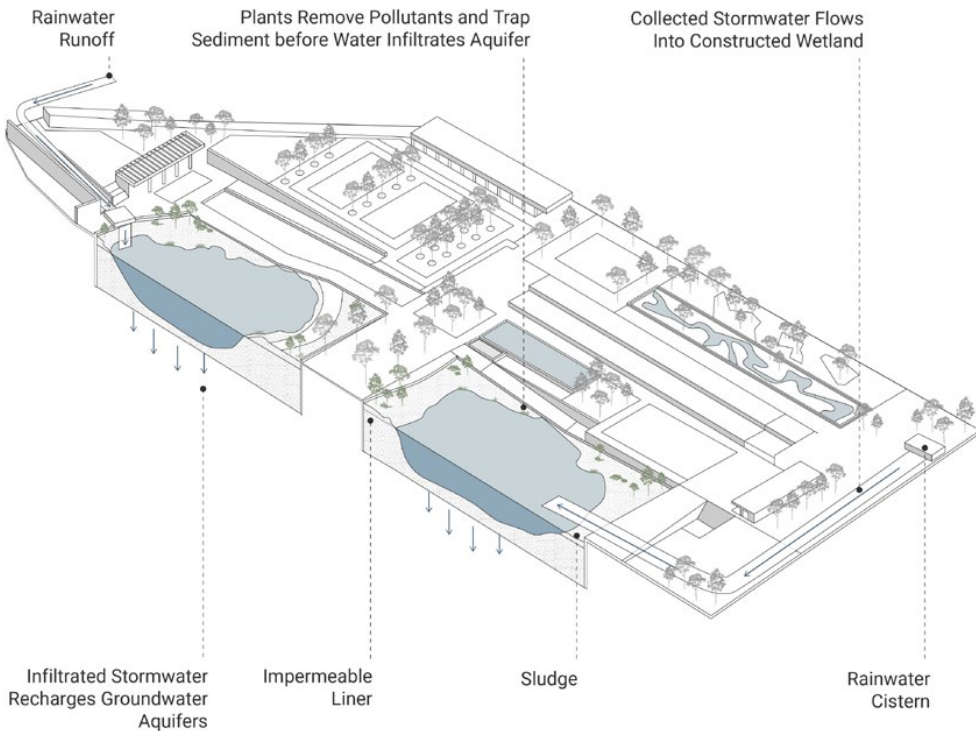 Rainwater
Runoff
Plants Remove Pollutants and Trap
Sediment before Water Infiltrates Aquifer
Collected Stormwater Flows
Into Constructed Wetland
Infiltrated Stormwater
Recharges Groundwater
Aquifers
Impermeable
Liner
Sludge
Rainwater
Cistern